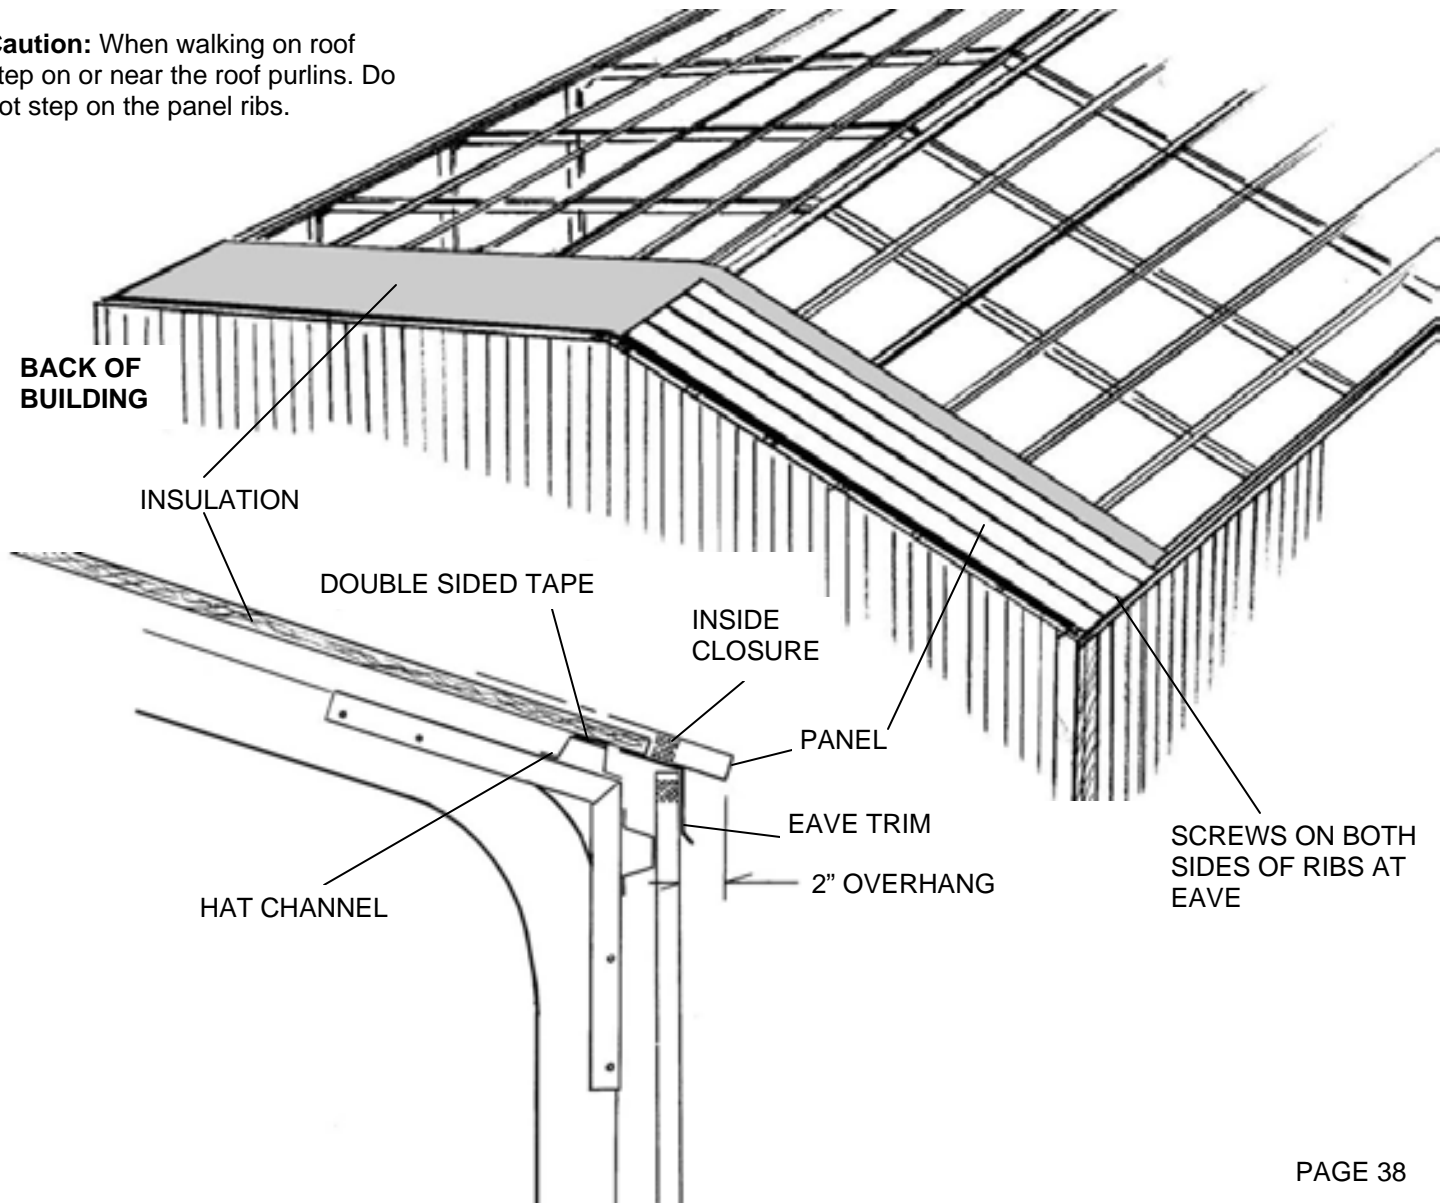 Caution: When walking on roof
step on or near the roof purlins. Do
not step on the panel ribs.
BACK OF
BUILDING
INSULATION
DOUBLE SIDED TAPE
INSIDE
CLOSURE
PANEL
EAVE TRIM
2” OVERHANG
HAT CHANNEL
SCREWS ON BOTH
SIDES OF RIBS AT
EAVE
PAGE 38